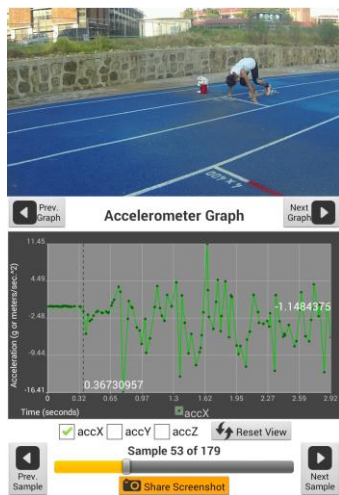 4X400
Prev. Graph
Accelerometer Graph
Next Graph
Acceleration (g or meters/sec.^2)
11.45
4.49
-2.48
-9.44
-16.41
-1.1484375
0.36730957
0 0.32 0.65 0.97 1.3 1.62 1.95 2.27 2.59 2.92
Time (seconds)
accX
accX accY accZ Reset View
Sample 53 of 179
Prev. Sample
Next Sample
Share Screenshot